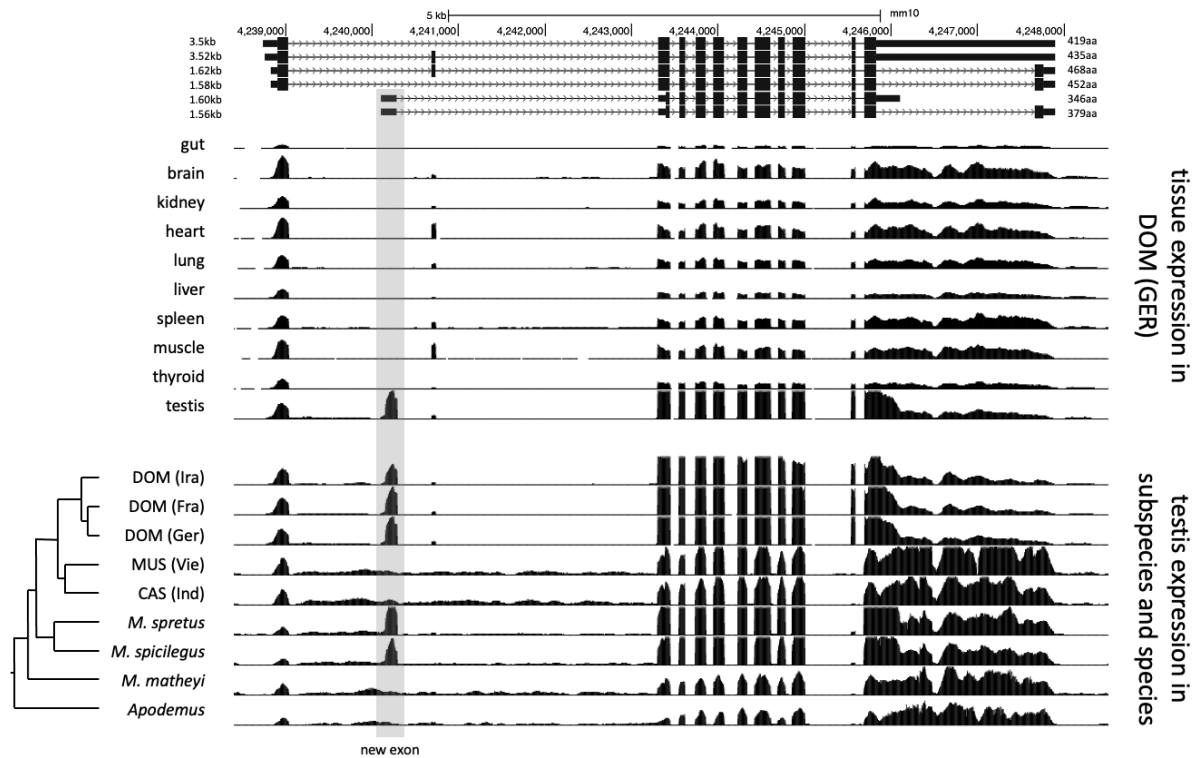 5 kb mm10
4,239,000 4,240,000 4,241,000 4,242,000 4,243,000 4,244,000 4,245,000 4,246,000 4,247,000 4,248,000
3.5kb 419aa
3.52kb 435aa
1.62kb 468aa
1.58kb 452aa
1.60kb 346aa
1.56kb 379aa
gut
brain
kidney
heart
lung
liver
spleen
muscle
thyroid
testis
tissue expression in
DOM (GER)
DOM (Ira)
DOM (Fra)
DOM (Ger)
MUS (Vie)
CAS (Ind)
M. spretus
M. spicilegus
M. matheyi
Apodemus
testis expression in
subspecies and species
new exon